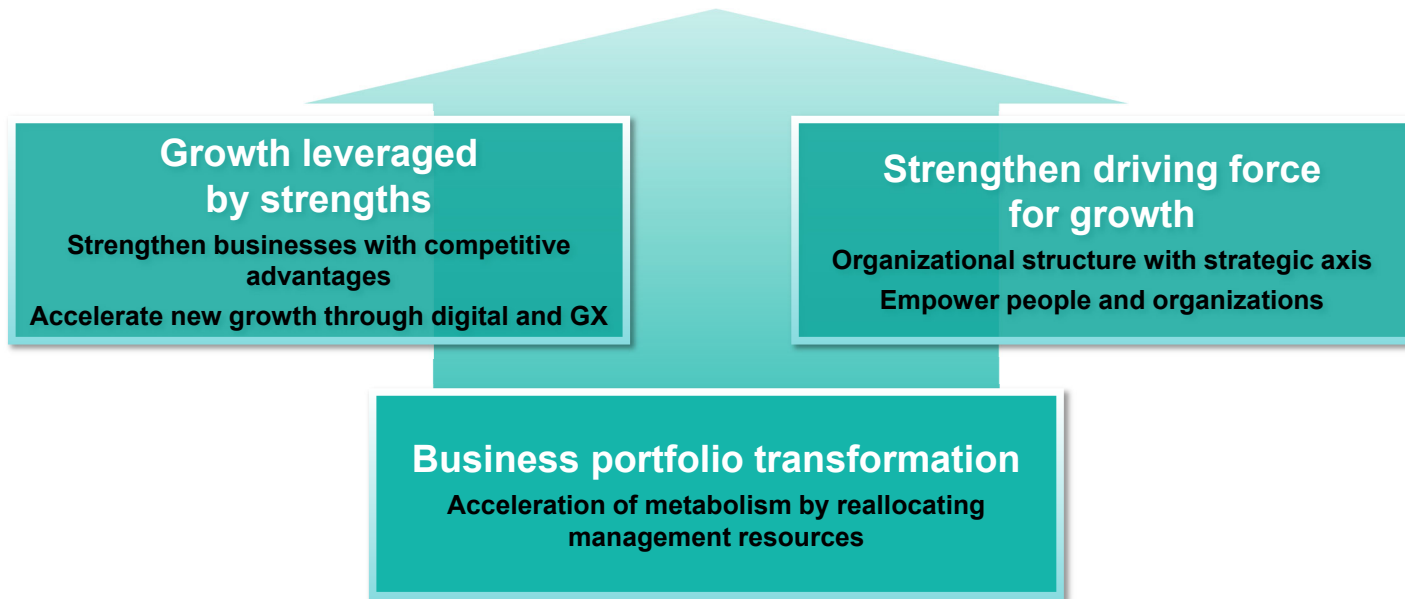 Growth leveraged
by strengths
Strengthen businesses with competitive
advantages
Accelerate new growth through digital and GX
Strengthen driving force
for growth
Organizational structure with strategic axis
Empower people and organizations
Business portfolio transformation
Acceleration of metabolism by reallocating
management resources